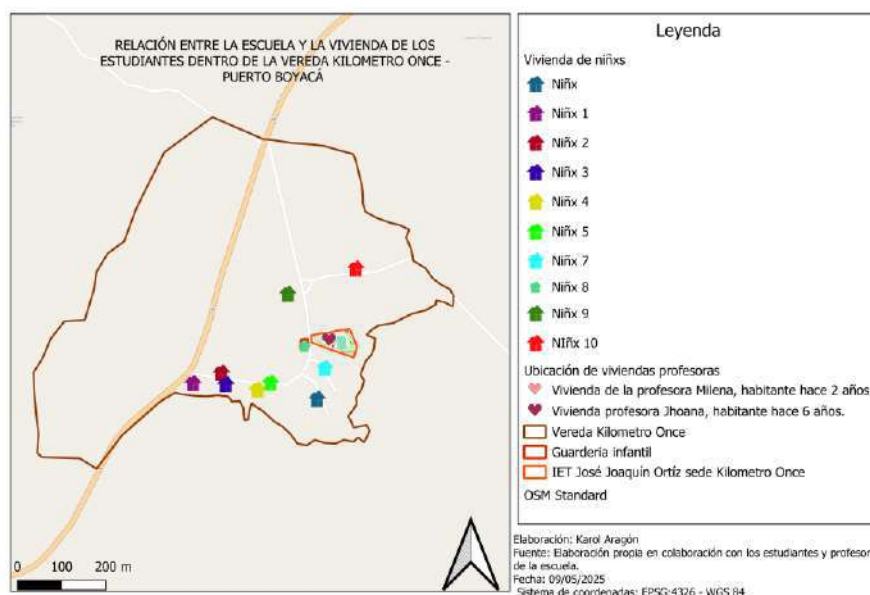 RELACIÓN ENTRE LA ESCUELA Y LA VIVIENDA DE LOS
ESTUDIANTES DENTRO DE LA VEREDA KILOMETRO ONCE -
PUERTO BOYACÁ
0 100 200 m
Leyenda
Vivienda de niñxs
Niñx
Niñx 1
Niñx 2
Niñx 3
Niñx 4
Niñx 5
Niñx 7
Niñx 8
Niñx 9
NIñx 10
Ubicación de viviendas profesoras
Vivienda de la profesora Milena, habitante hace 2 años
Vivienda profesora Jhoana, habitante hace 6 años.
Vereda Kilometro Once
Guarderia infantil
IET José Joaquín Ortíz sede Kilometro Once
OSM Standard
Elaboración: Karol Aragón
Fuente: Elaboración propia en colaboración con los estudiantes y profesor
de la escuela.
Fecha: 09/05/2025
Sistema de coordenadas: EPSG:4326 - WGS 84